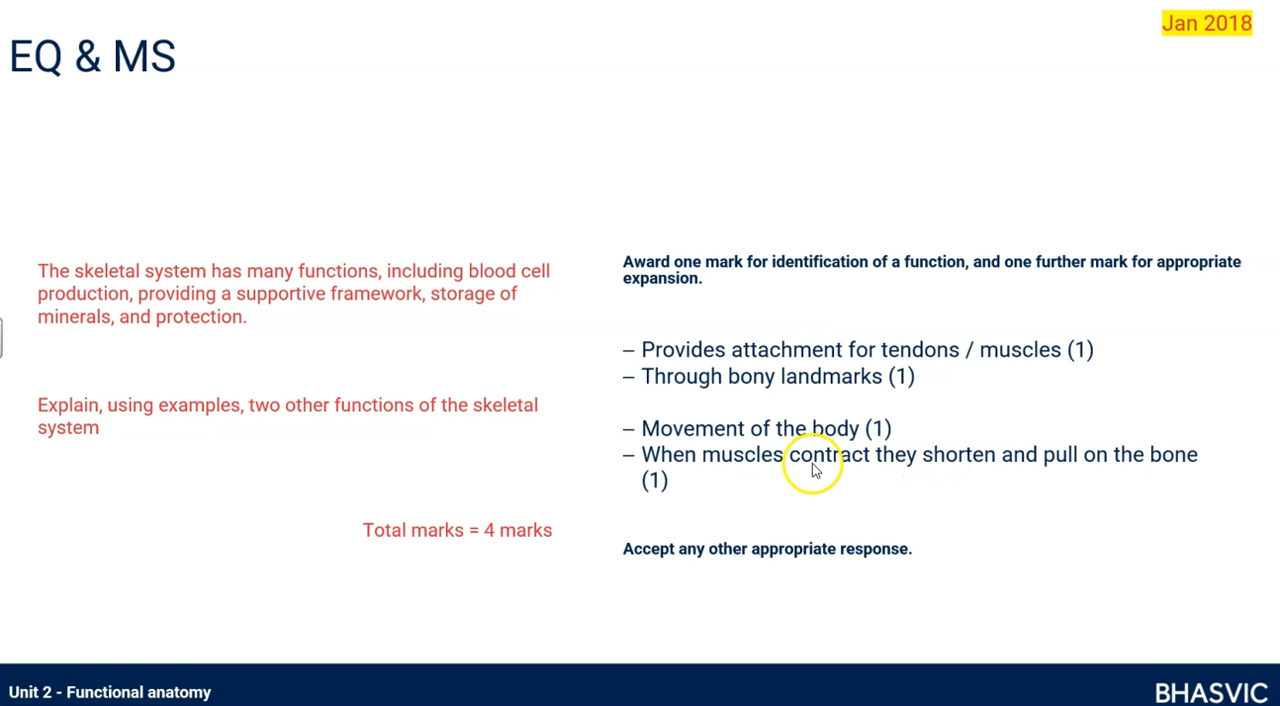 Jan 2018
EQ & MS
The skeletal system has many functions, including blood cell
production, providing a supportive framework, storage of
minerals, and protection.
Explain, using examples, two other functions of the skeletal
system
Total marks = 4 marks
Award one mark for identification of a function, and one further mark for appropriate
expansion.
– Provides attachment for tendons / muscles (1)
– Through bony landmarks (1)
– Movement of the body (1)
– When muscles contract they shorten and pull on the bone
(1)
Accept any other appropriate response.
Unit 2 - Functional anatomy
BHASVIC